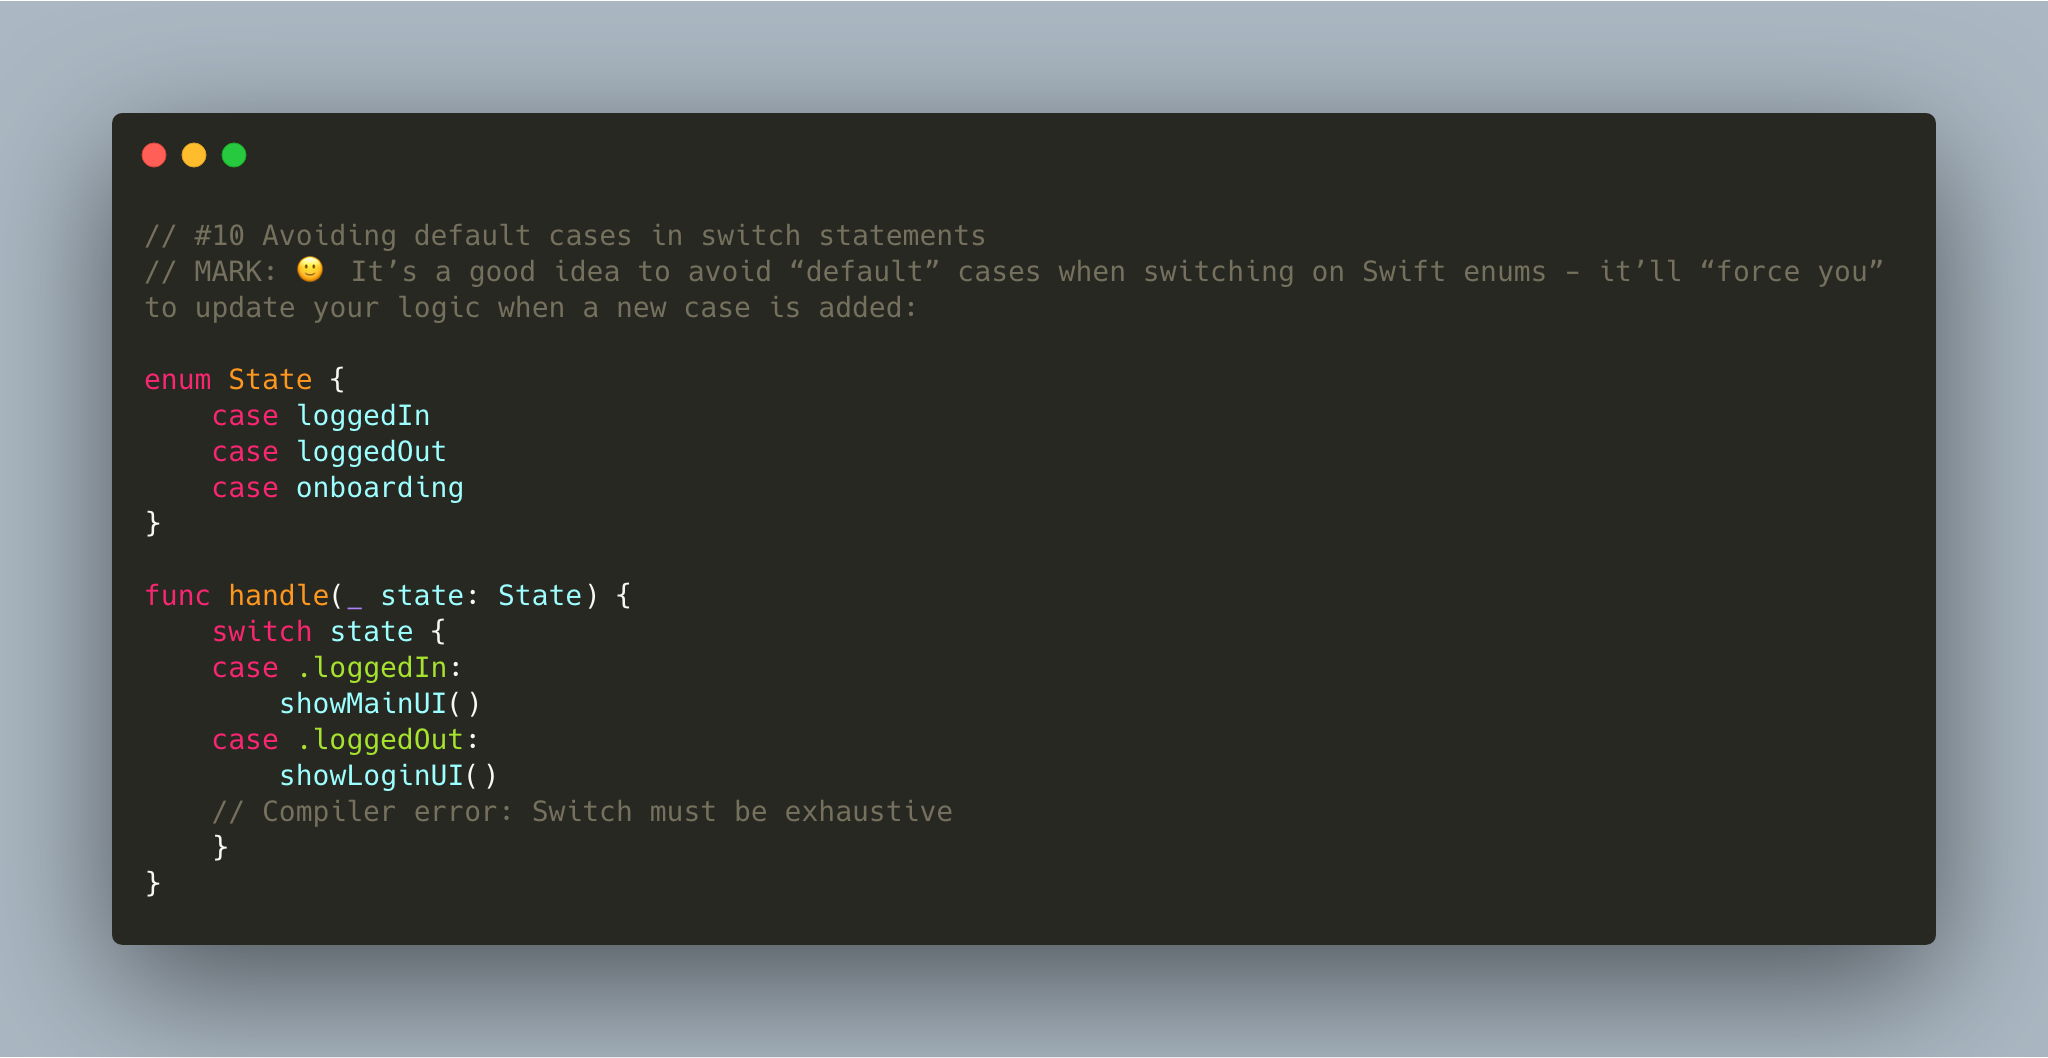 // #10 Avoiding default cases in switch statements
// MARK: 🙂 It’s a good idea to avoid “default” cases when switching on Swift enums – it’ll “force you”
to update your logic when a new case is added:

enum State {
    case loggedIn
    case loggedOut
    case onboarding
}

func handle(_ state: State) {
    switch state {
    case .loggedIn:
        showMainUI()
    case .loggedOut:
        showLoginUI()
    // Compiler error: Switch must be exhaustive
    }
}